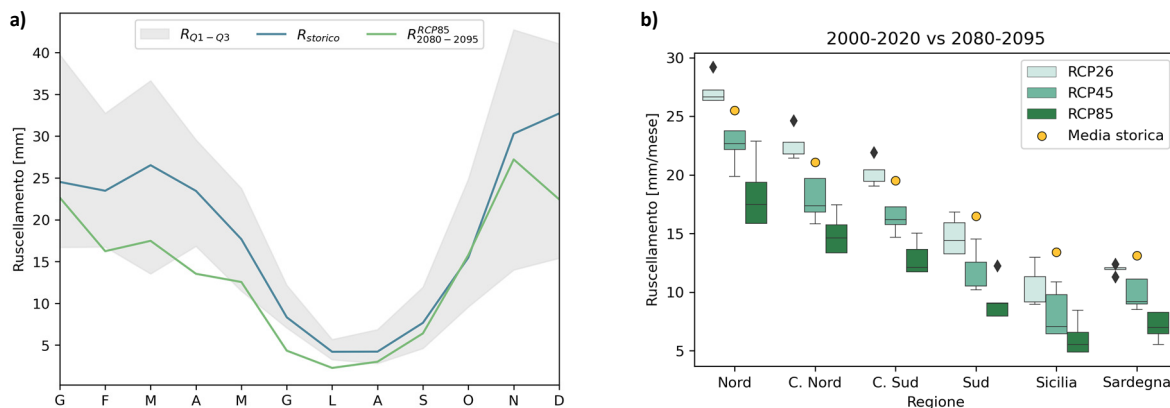 a)
R_{Q1-Q3} R_{storico} R^{RCP85}_{2080-2095}
Ruscellamento [mm]
40
35
30
25
20
15
10
5
G F M A M G L A S O N D
b)
2000-2020 vs 2080-2095
RCP26
RCP45
RCP85
Media storica
Ruscellamento [mm/mese]
30
25
20
15
10
5
Nord C. Nord C. Sud Sud Sicilia Sardegna
Regione